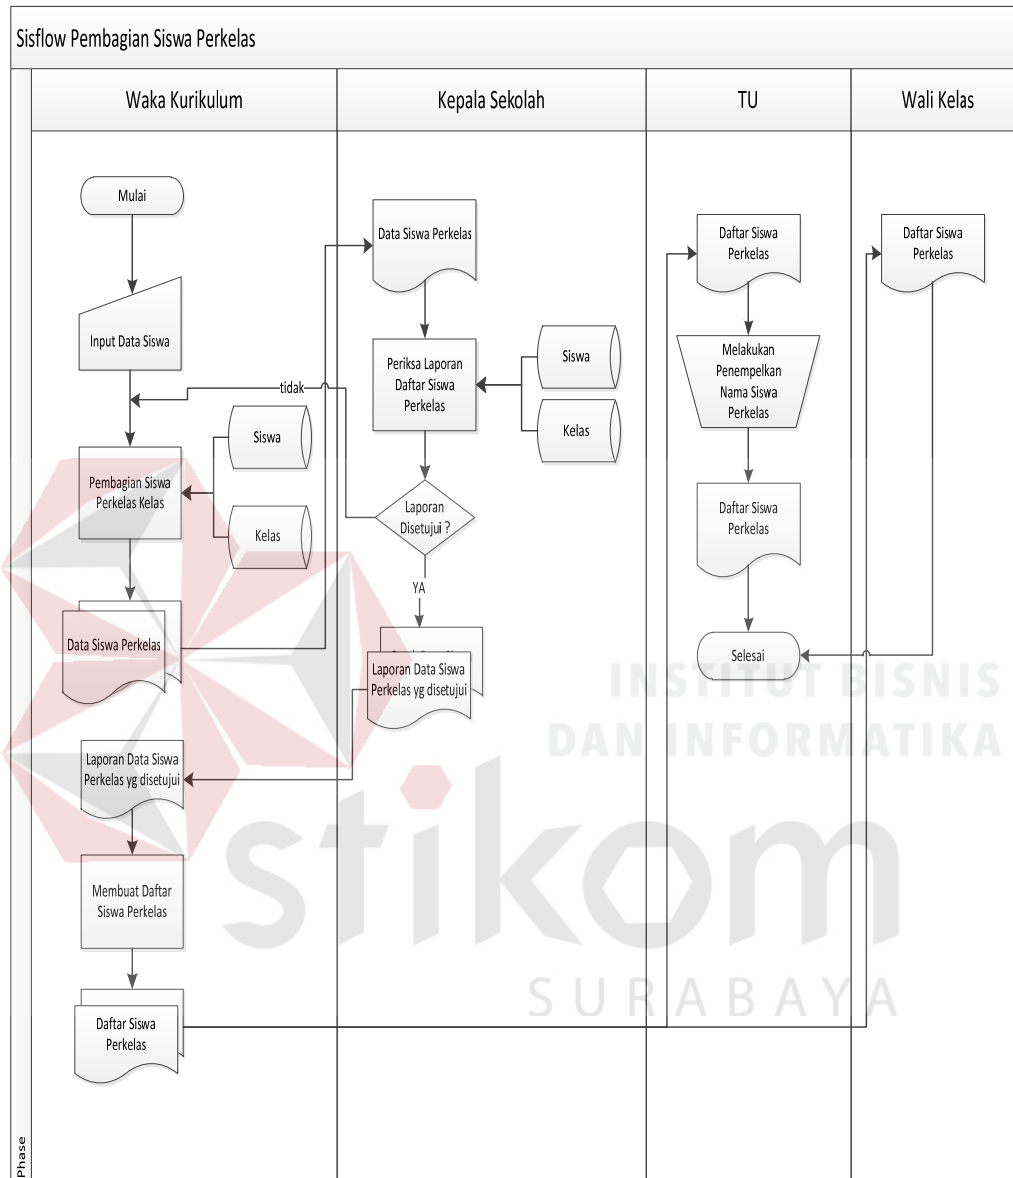 Sisflow Pembagian Siswa Perkelas
Waka Kurikulum
Kepala Sekolah
TU
Wali Kelas
Mulai
Input Data Siswa
tidak
Siswa
Pembagian Siswa
Perkelas Kelas
Kelas
Data Siswa Perkelas
Laporan Data Siswa
Perkelas yg disetujui
Membuat Daftar
Siswa Perkelas
Daftar Siswa
Perkelas
Data Siswa Perkelas
Periksa Laporan
Daftar Siswa
Perkelas
Siswa
Kelas
Laporan
Disetujui ?
YA
Laporan Data Siswa
Perkelas yg disetujui
Daftar Siswa
Perkelas
Melakukan
Penempelkan
Nama Siswa
Perkelas
Daftar Siswa
Perkelas
Selesai
Daftar Siswa
Perkelas
INSTITUT BISNIS
DAN INFORMATIKA
stikom
SURABAYA
Phase